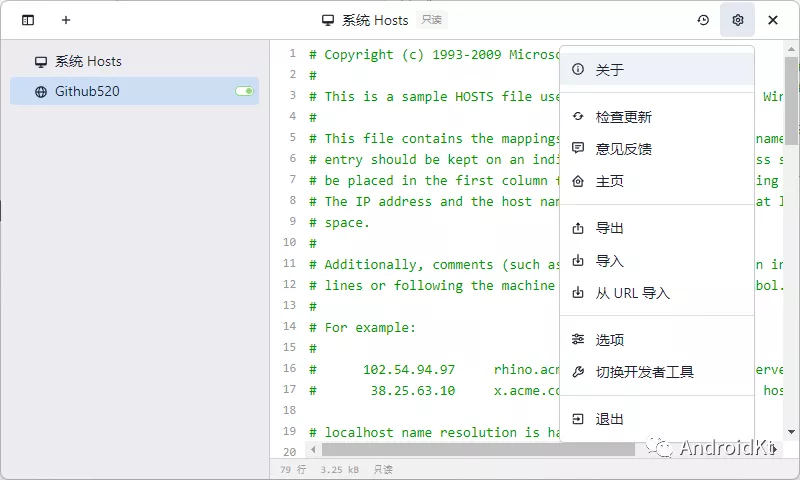 系统 Hosts 只读
系统 Hosts
Github520
1 # Copyright (c) 1993-2009 Microso
2 #
3 # This is a sample HOSTS file use Win
4 #
5 # This file contains the mappings name
6 # entry should be kept on an indi ss s
7 # be placed in the first column f ing
8 # The IP address and the host nam at l
9 # space.
10 #
11 # Additionally, comments (such as n in
12 # lines or following the machine bol.
13 #
14 # For example:
15 #
16 # 102.54.94.97 rhino.acm erve
17 # 38.25.63.10 x.acme.co hos
18
19 # localhost name resolution is ha
20
关于
检查更新
意见反馈
主页
导出
导入
从 URL 导入
选项
切换开发者工具
退出
79 行 3.25 kB 只读
AndroidKt